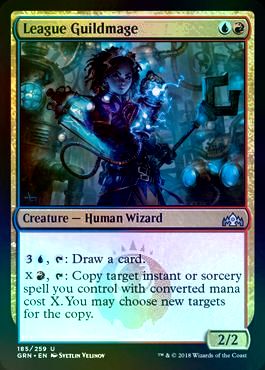 League Guildmage
Creature — Human Wizard
3, : Draw a card.
X, : Copy target instant or sorcery
spell you control with converted mana
cost X. You may choose new targets
for the copy.
2/2
185/259 U
GRN • EN Svetlin Velinov
™ & © 2018 Wizards of the Coast